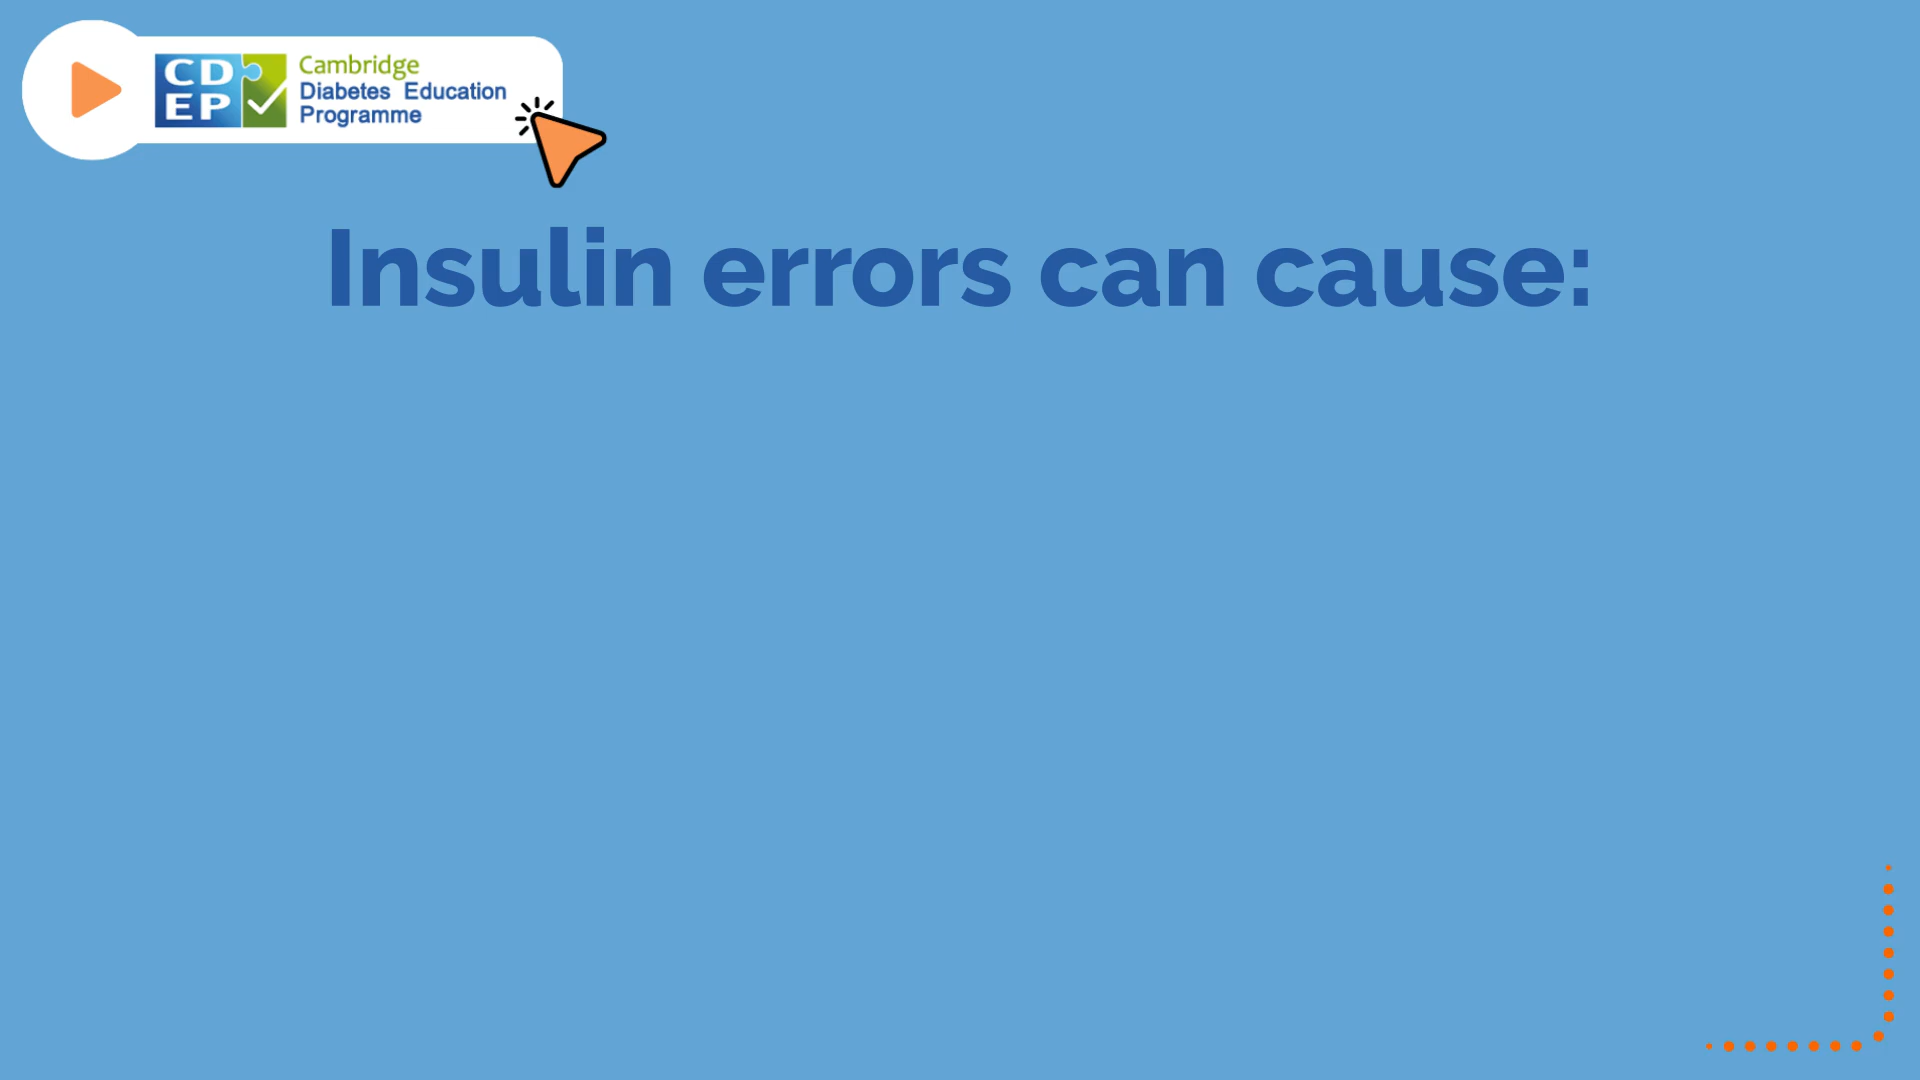 CD
EP
Cambridge
Diabetes Education
Programme
Insulin errors can cause: